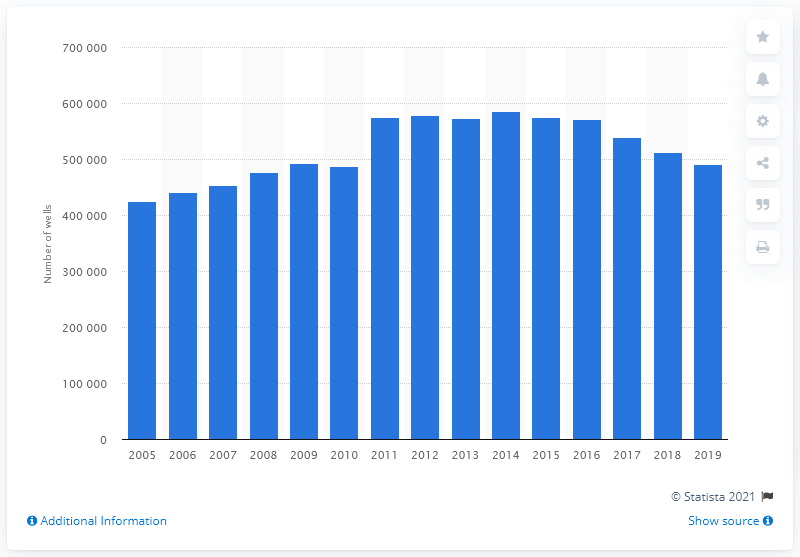 700 000
600 000
500 000
400 000
300 000
200 000
100 000
0
Number of wells
2005 2006 2007 2008 2009 2010 2011 2012 2013 2014 2015 2016 2017 2018 2019
© Statista 2021
Additional Information
Show source